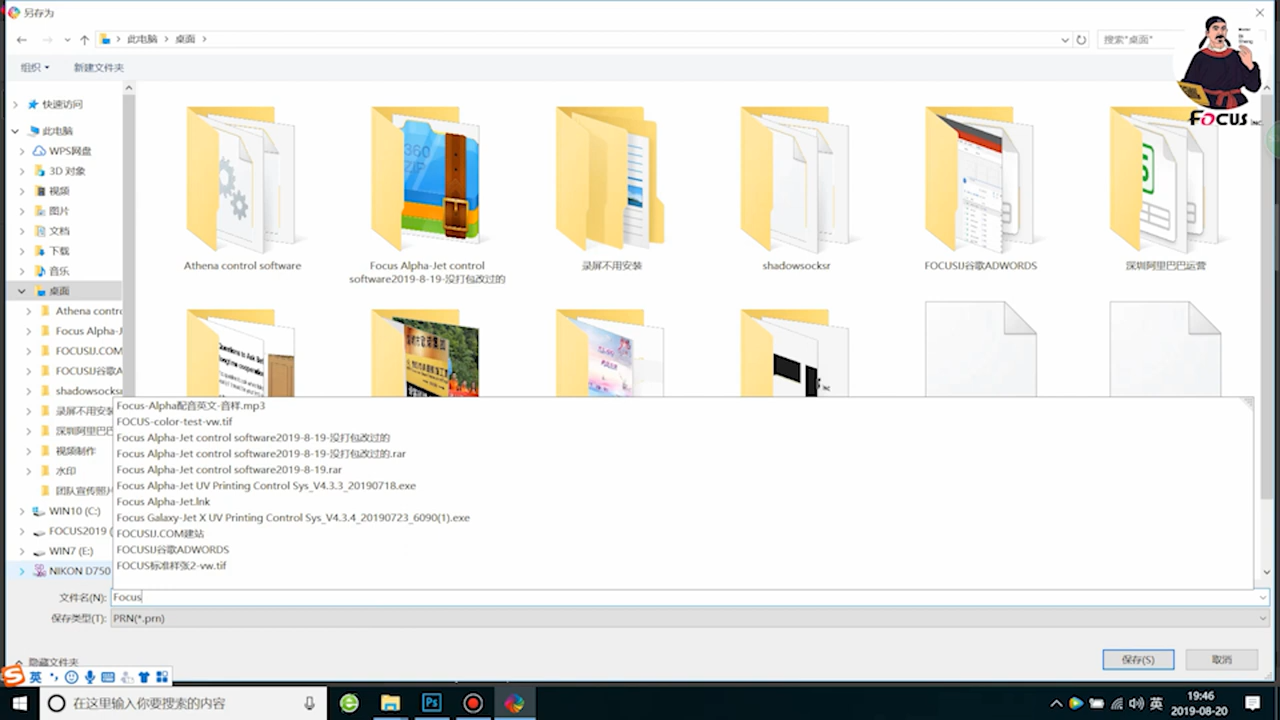 另存为
此电脑 桌面
搜索"桌面"
组织 新建文件夹
FOCUS INC.
快速访问
此电脑
WPS网盘
3D 对象
视频
图片
文档
下载
音乐
桌面
Athena contro
Focus Alpha-J
FOCUSIJ.COM
FOCUSIJ谷歌A
shadowsocksr
录屏不用安装
深圳阿里巴巴
视频制作
水印
团队宣传照片
WIN10 (C:)
FOCUS2019 (
WIN7 (E:)
NIKON D750
360
ZIP
Athena control software
Focus Alpha-Jet control
software2019-8-19-没打包改过的
录屏不用安装
shadowsocksr
FOCUSIJ谷歌ADWORDS
深圳阿里巴巴运营
Questions to Ask
longtime cooperation
Focus-Alpha配音英文-音样.mp3
FOCUS-color-test-vw.tif
Focus Alpha-Jet control software2019-8-19-没打包改过的
Focus Alpha-Jet control software2019-8-19-没打包改过的.rar
Focus Alpha-Jet control software2019-8-19.rar
Focus Alpha-Jet UV Printing Control Sys_V4.3.3_20190718.exe
Focus Alpha-Jet.lnk
Focus Galaxy-Jet X UV Printing Control Sys_V4.3.4_20190723_6090(1).exe
FOCUSIJ.COM建站
FOCUSIJ谷歌ADWORDS
FOCUS标准样张2-vw.tif
文件名(N): Focus
保存类型(T): PRN(*.prn)
隐藏文件夹
保存(S) 取消
英
在这里输入你要搜索的内容
Ps
英
19:46
2019-08-20